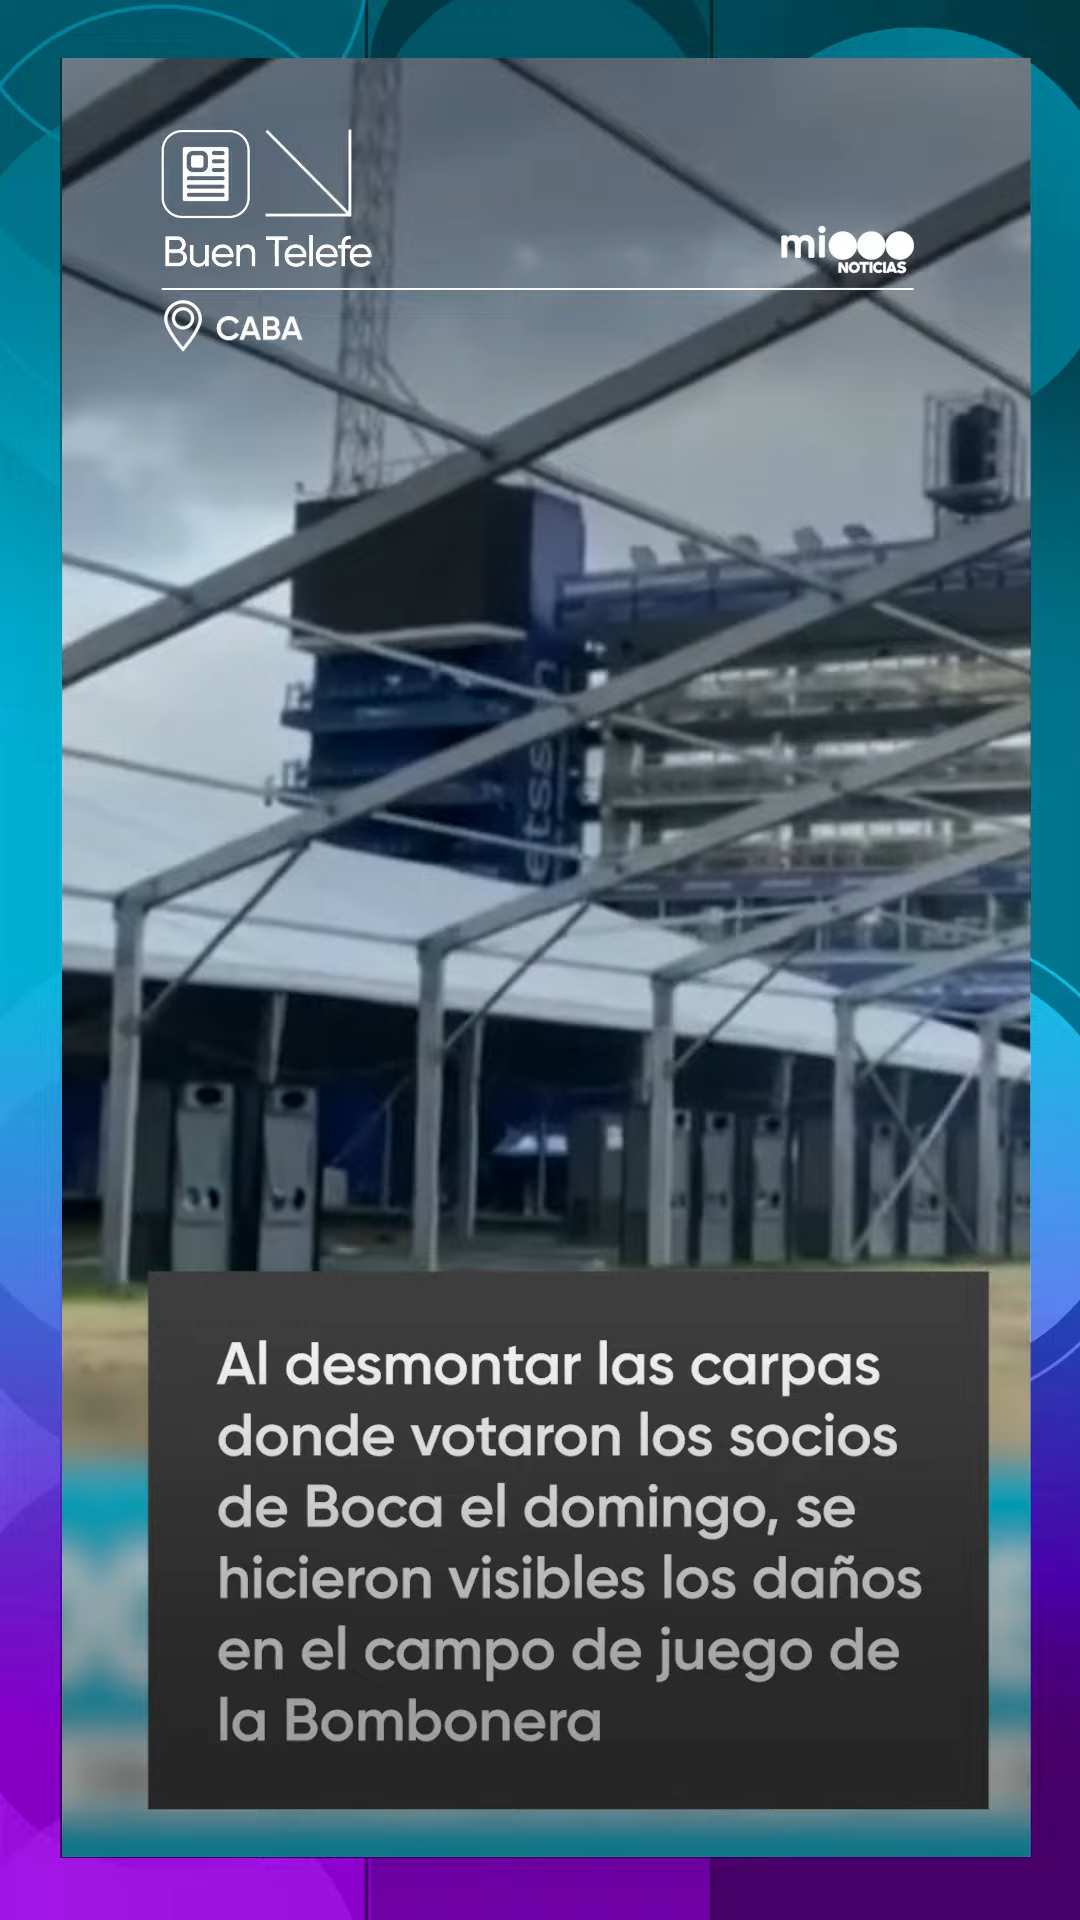 Buen Telefe
mi
NOTICIAS
CABA
etsson
Al desmontar las carpas
donde votaron los socios
de Boca el domingo, se
hicieron visibles los daños
en el campo de juego de
la Bombonera